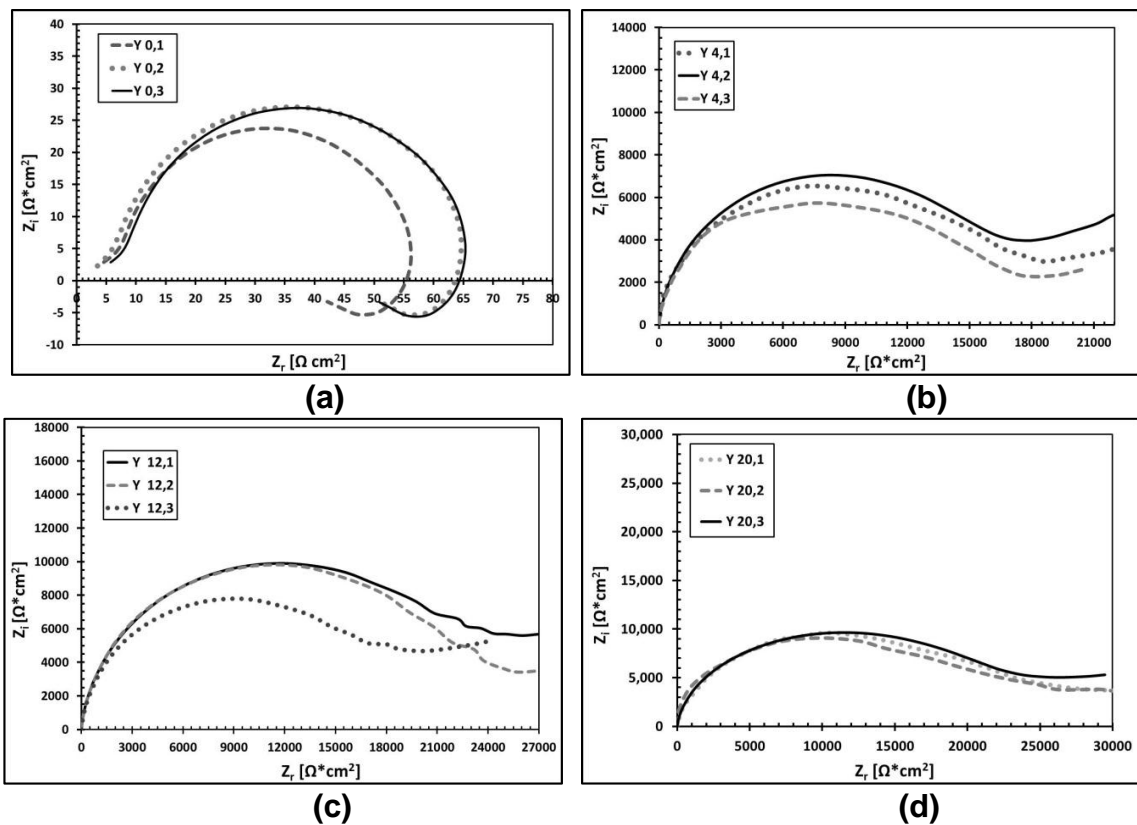 40
35
30
25
20
15
10
5
0
-5
-10
Y 0,1
Y 0,2
Y 0,3
0 5 10 15 20 25 30 35 40 45 50 55 60 65 70 75 80
Zi [Ω*cm²]
Zr [Ω cm²]
(a)
14000
12000
10000
8000
6000
4000
2000
0
Y 4,1
Y 4,2
Y 4,3
0 3000 6000 9000 12000 15000 18000 21000
Zi [Ω*cm²]
Zr [Ω*cm²]
(b)
18000
16000
14000
12000
10000
8000
6000
4000
2000
0
Y 12,1
Y 12,2
Y 12,3
0 3000 6000 9000 12000 15000 18000 21000 24000 27000
Zi [Ω*cm²]
Zr [Ω*cm²]
(c)
30,000
25,000
20,000
15,000
10,000
5,000
0
Y 20,1
Y 20,2
Y 20,3
0 5000 10000 15000 20000 25000 30000
Zi [Ω*cm²]
Zr [Ω*cm²]
(d)